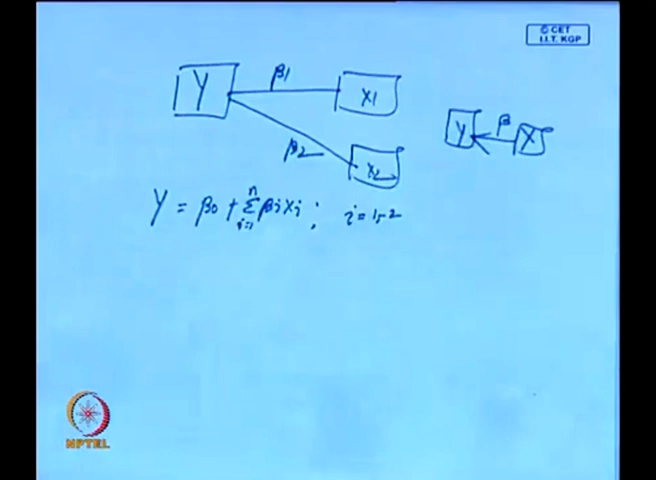 © CET
I.I.T. KGP
Y β1 X1
Y β X
β2 X2
Y = β0 + n Σ i=1 βi Xi ; i = 1, 2
NPTEL